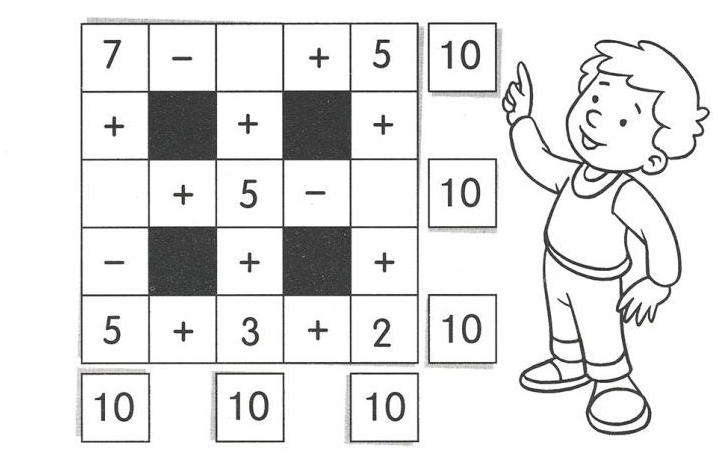 7 − + 5 10
+ + +
+ 5 − 10
− + +
5 + 3 + 2 10
10 10 10